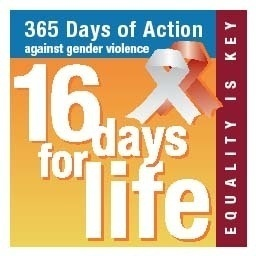 365 Days of Action
against gender violence
16 days
for life
EQUALITY IS KEY